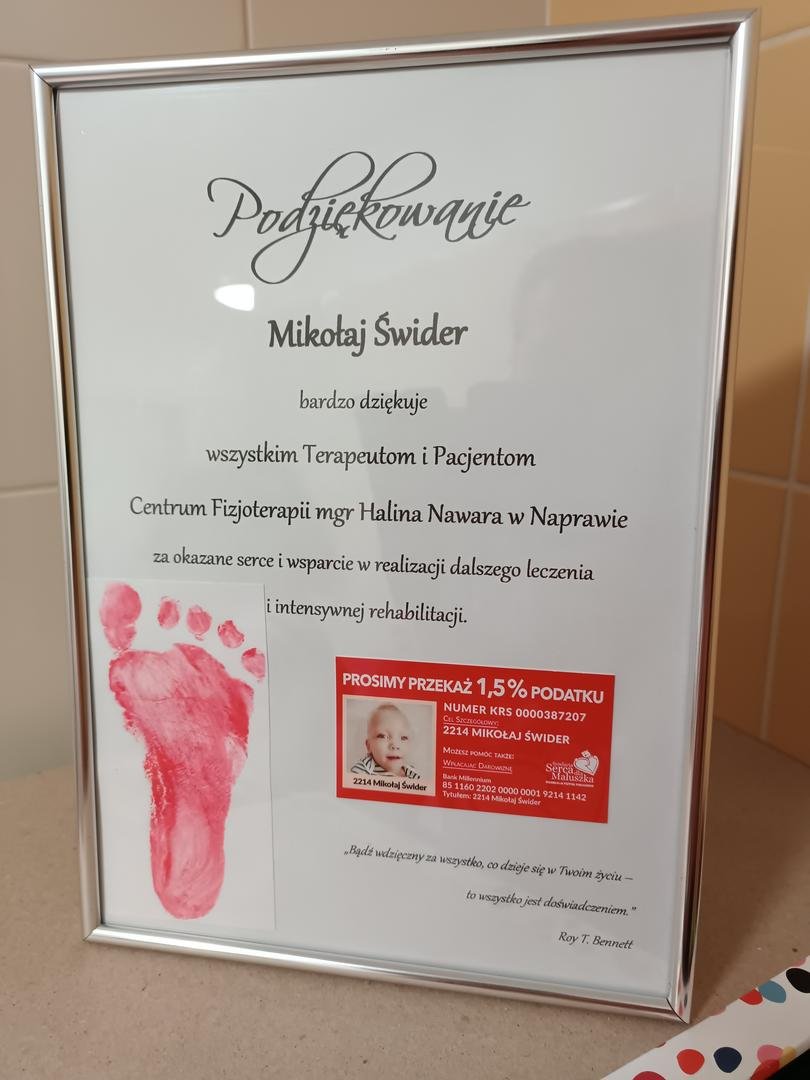 Podziękowanie
Mikołaj Świder
bardzo dziękuje
wszystkim Terapeutom i Pacjentom
Centrum Fizjoterapii mgr Halina Nawara w Naprawie
za okazane serce i wsparcie w realizacji dalszego leczenia
i intensywnej rehabilitacji.
PROSIMY PRZEKAŻ 1,5% PODATKU
NUMER KRS 0000387207
Cel Szczegółowy:
2214 MIKOŁAJ ŚWIDER
Możesz pomóc także:
Wpłacając Darowiznę
Bank Millennium
85 1160 2202 0000 0001 9214 1142
Tytułem: 2214 Mikołaj Świder
2214 Mikołaj Świder
fundacja
Serca dla
Maluszka
„Bądź wdzięczny za wszystko, co dzieje się w Twoim życiu –
to wszystko jest doświadczeniem.”
Roy T. Bennett